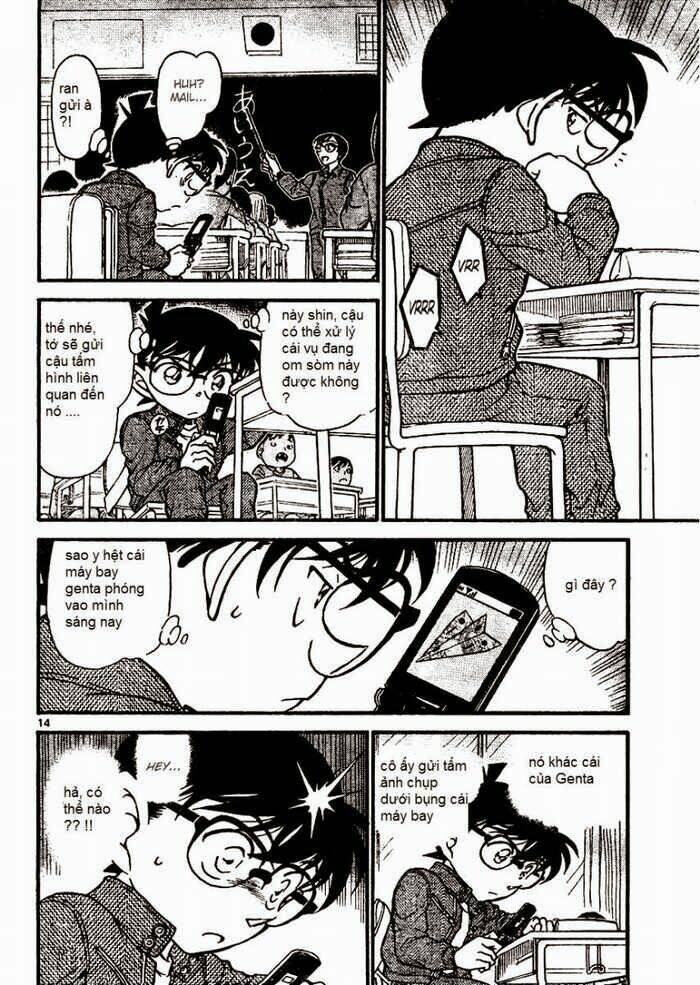 VRR
VRRR
HUH?
MAIL...
ran
gửi à
?!
あいうえ
này shin, cậu
có thể xử lý
cái vụ đang
om sòm này
được không
?
thế nhé,
tớ sẽ gửi
cậu tấm
hình liên
quan đến
nó ....
gì đây ?
sao y hệt cái
máy bay
genta phóng
vao mình
sáng nay
14
nó khác cái
của Genta
cô ấy gửi tấm
ảnh chụp
dưới bụng cái
máy bay
HEY...
hả, có
thể nào
?? !!